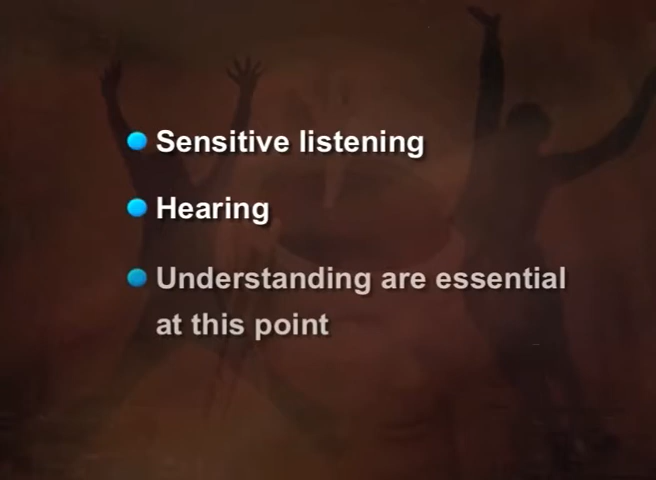 Sensitive listening
Hearing
Understanding are essential
at this point